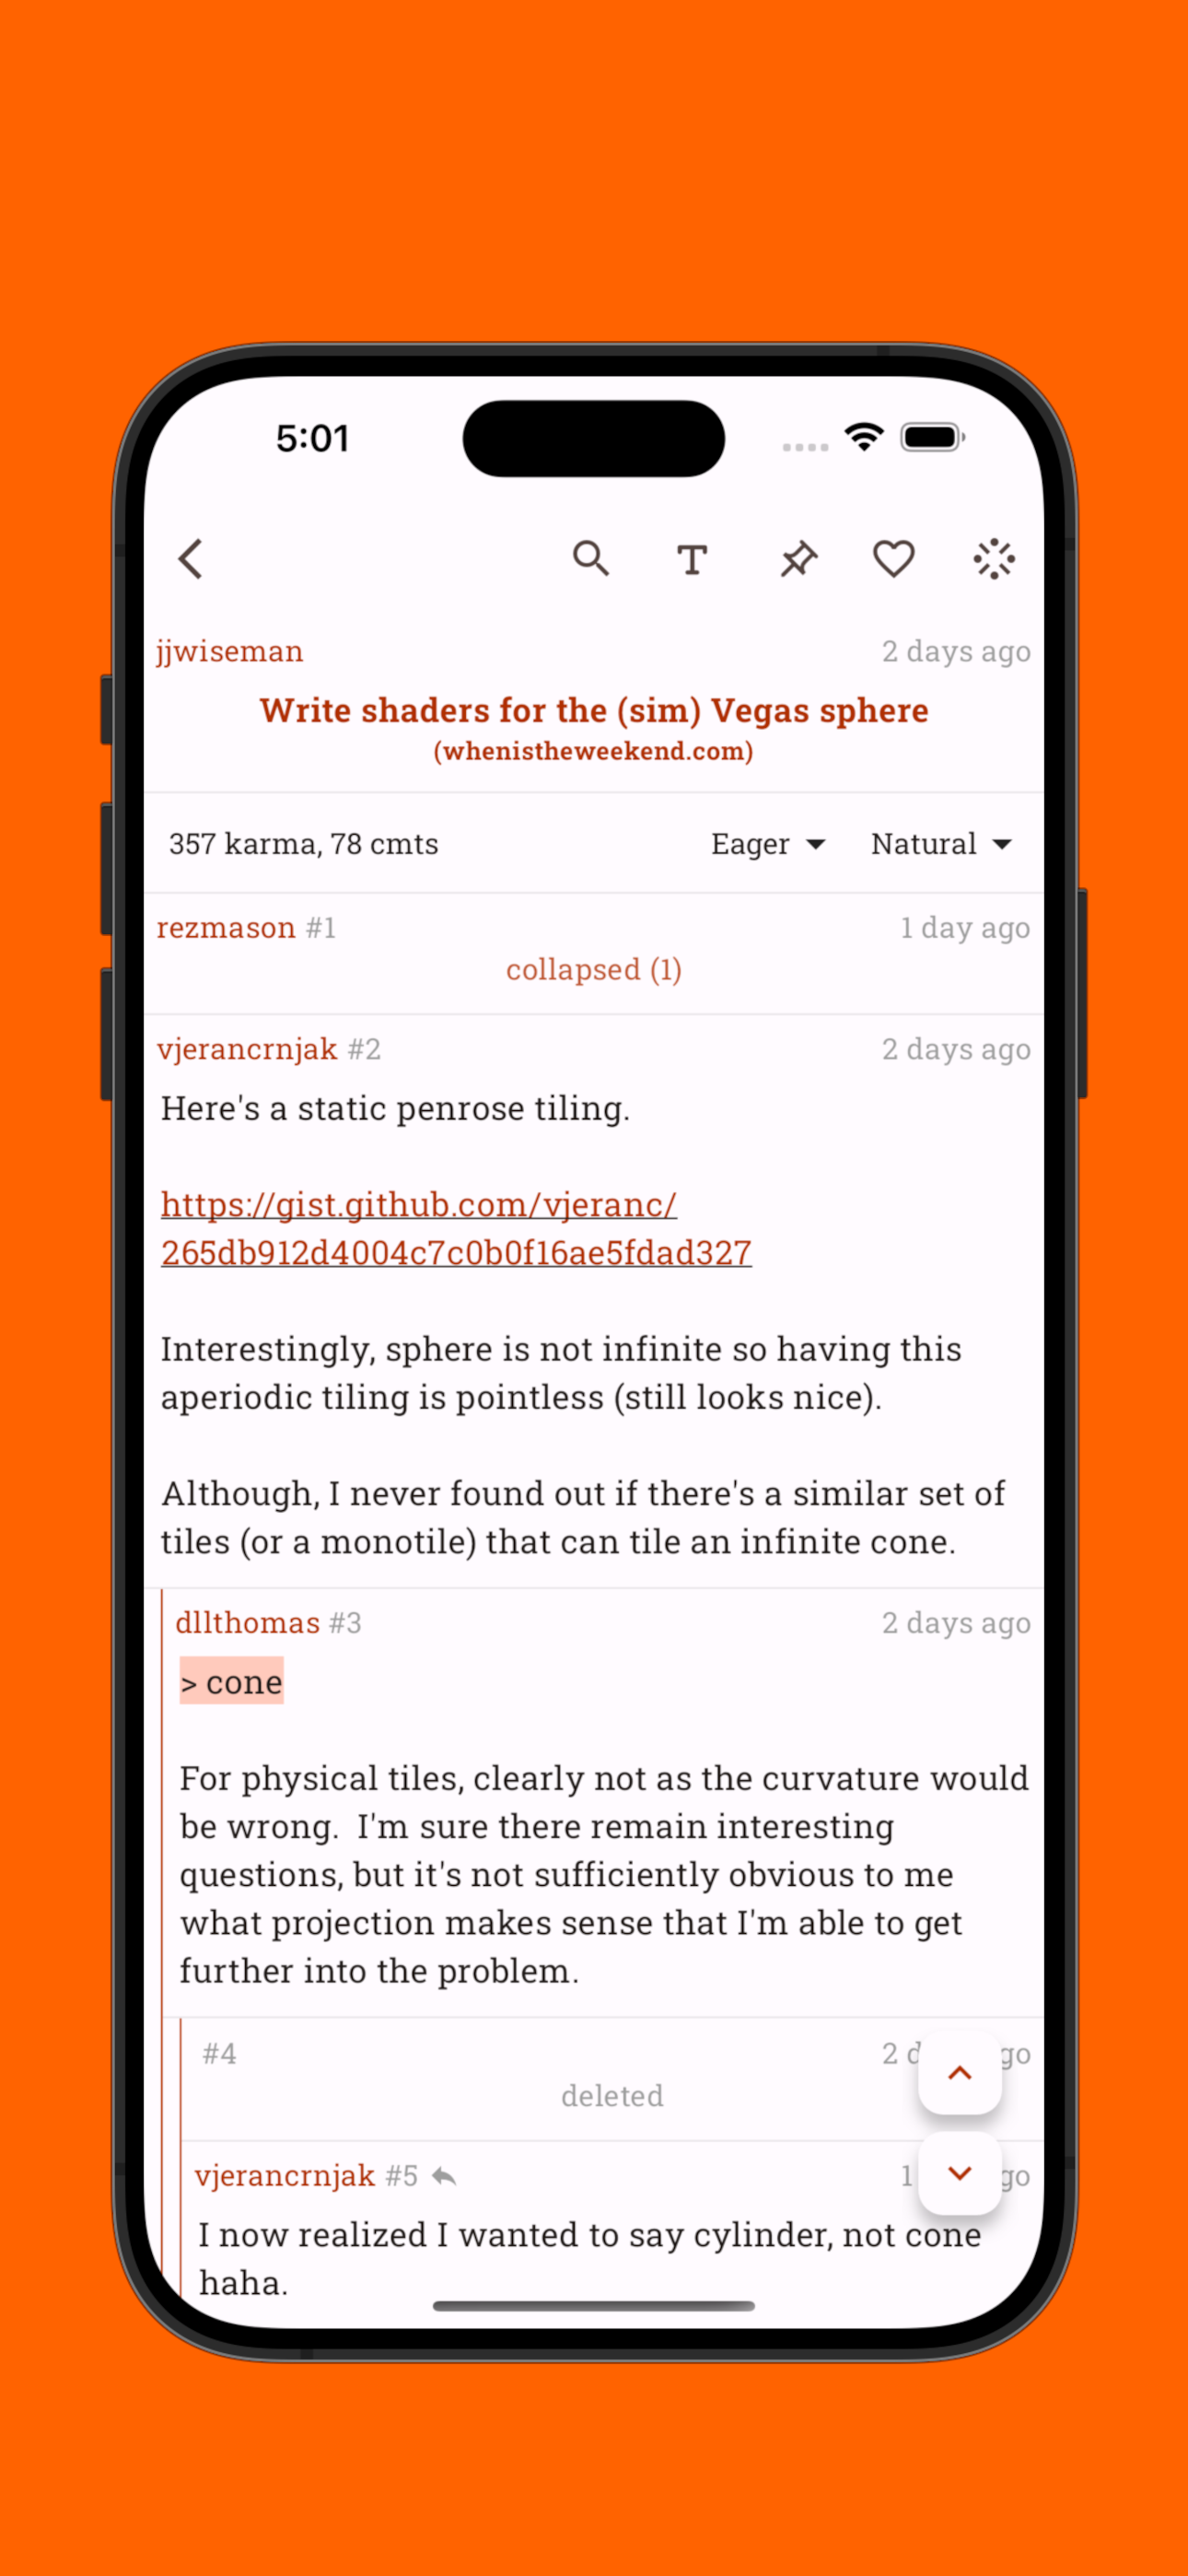 5:01
jjwiseman 2 days ago
Write shaders for the (sim) Vegas sphere
(whenistheweekend.com)
357 karma, 78 cmts Eager Natural
rezmason #1 1 day ago
collapsed (1)
vjerancrnjak #2 2 days ago
Here's a static penrose tiling.
https://gist.github.com/vjeranc/
265db912d4004c7c0b0f16ae5fdad327
Interestingly, sphere is not infinite so having this
aperiodic tiling is pointless (still looks nice).
Although, I never found out if there's a similar set of
tiles (or a monotile) that can tile an infinite cone.
dllthomas #3 2 days ago
> cone
For physical tiles, clearly not as the curvature would
be wrong.  I'm sure there remain interesting
questions, but it's not sufficiently obvious to me
what projection makes sense that I'm able to get
further into the problem.
#4 2 d go
deleted
vjerancrnjak #5 1 go
I now realized I wanted to say cylinder, not cone
haha.